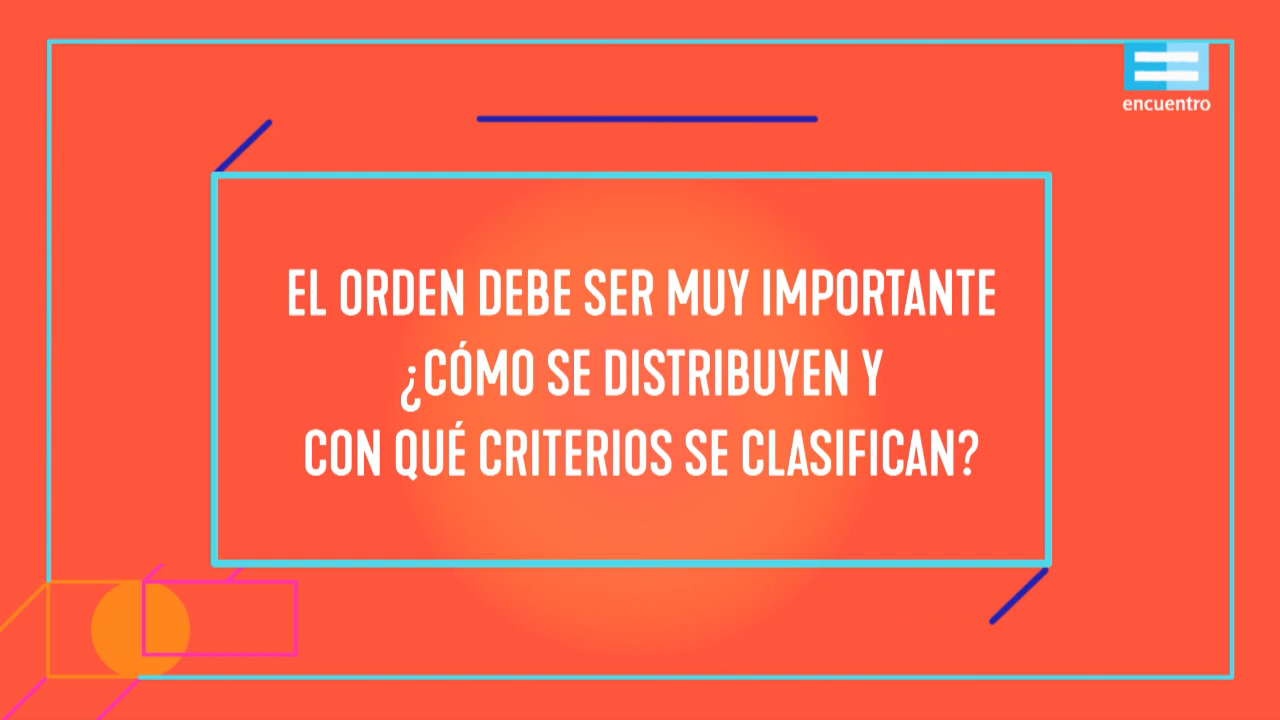 encuentro
EL ORDEN DEBE SER MUY IMPORTANTE
¿CÓMO SE DISTRIBUYEN Y
CON QUÉ CRITERIOS SE CLASIFICAN?